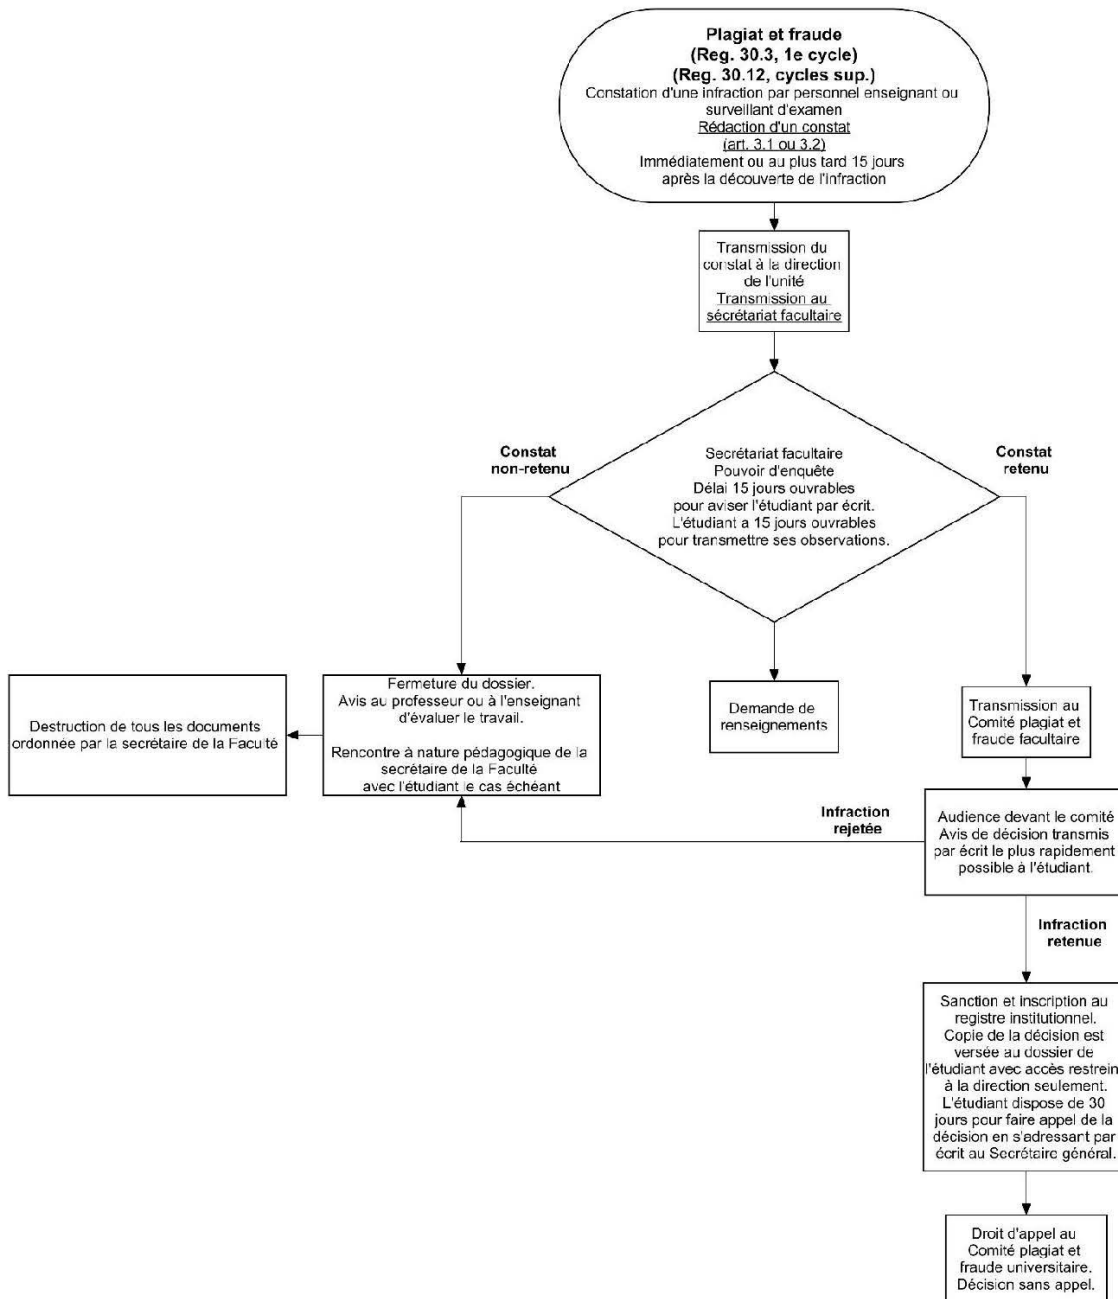 Plagiat et fraude
(Reg. 30.3, 1e cycle)
(Reg. 30.12, cycles sup.)
Constation d'une infraction par personnel enseignant ou
surveillant d'examen
Rédaction d'un constat
(art. 3.1 ou 3.2)
Immédiatement ou au plus tard 15 jours
après la découverte de l'infraction
Transmission du
constat à la direction
de l'unité
Transmission au
sécrétariat facultaire
Constat
non-retenu
Secrétariat facultaire
Pouvoir d'enquête
Délai 15 jours ouvrables
pour aviser l'étudiant par écrit.
L'étudiant a 15 jours ouvrables
pour transmettre ses observations.
Constat
retenu
Destruction de tous les documents
ordonnée par la secrétaire de la Faculté
Fermeture du dossier.
Avis au professeur ou à l'enseignant
d'évaluer le travail.
Rencontre à nature pédagogique de la
secrétaire de la Faculté
avec l'étudiant le cas échéant
Demande de
renseignements
Transmission au
Comité plagiat et
fraude facultaire
Infraction
rejetée
Audience devant le comité
Avis de décision transmis
par écrit le plus rapidement
possible à l'étudiant.
Infraction
retenue
Sanction et inscription au
registre institutionnel.
Copie de la décision est
versée au dossier de
l'étudiant avec accès restrein
à la direction seulement.
L'étudiant dispose de 30
jours pour faire appel de la
décision en s'adressant par
écrit au Secrétaire général.
Droit d'appel au
Comité plagiat et
fraude universitaire.
Décision sans appel.